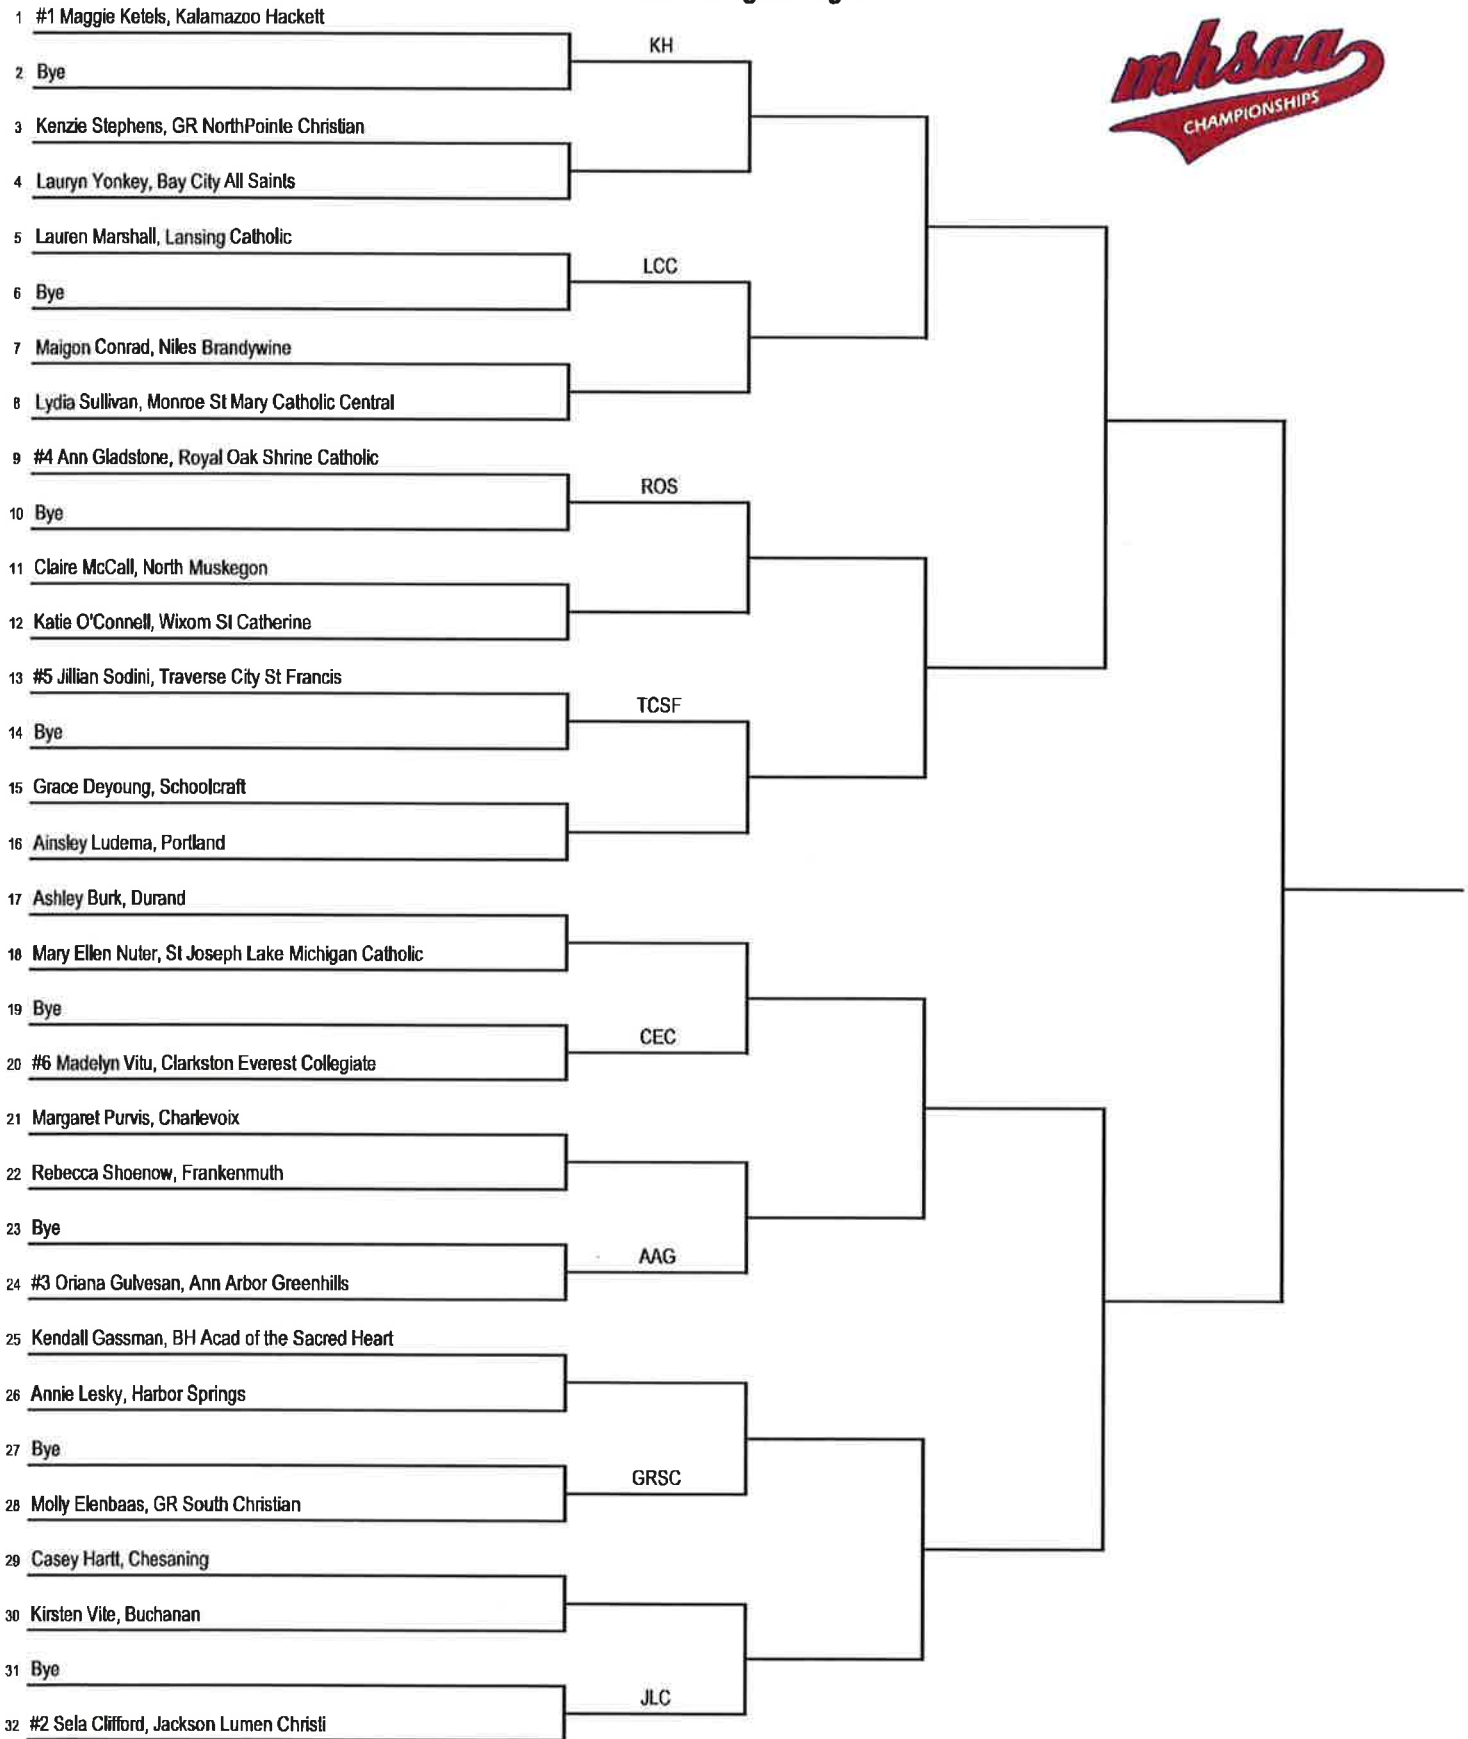 1 #1 Maggie Ketels, Kalamazoo Hackett
KH
2 Bye
3 Kenzie Stephens, GR NorthPointe Christian
4 Lauryn Yonkey, Bay City All Saints
5 Lauren Marshall, Lansing Catholic
LCC
6 Bye
7 Maigon Conrad, Niles Brandywine
8 Lydia Sullivan, Monroe St Mary Catholic Central
9 #4 Ann Gladstone, Royal Oak Shrine Catholic
ROS
10 Bye
11 Claire McCall, North Muskegon
12 Katie O'Connell, Wixom St Catherine
13 #5 Jillian Sodini, Traverse City St Francis
TCSF
14 Bye
15 Grace Deyoung, Schoolcraft
16 Ainsley Ludema, Portland
17 Ashley Burk, Durand
18 Mary Ellen Nuter, St Joseph Lake Michigan Catholic
19 Bye
CEC
20 #6 Madelyn Vitu, Clarkston Everest Collegiate
21 Margaret Purvis, Charlevoix
22 Rebecca Shoenow, Frankenmuth
23 Bye
AAG
24 #3 Oriana Gulvesan, Ann Arbor Greenhills
25 Kendall Gassman, BH Acad of the Sacred Heart
26 Annie Lesky, Harbor Springs
27 Bye
GRSC
28 Molly Elenbaas, GR South Christian
29 Casey Hartt, Chesaning
30 Kirsten Vite, Buchanan
31 Bye
JLC
32 #2 Sela Clifford, Jackson Lumen Christi
mhsaa
CHAMPIONSHIPS